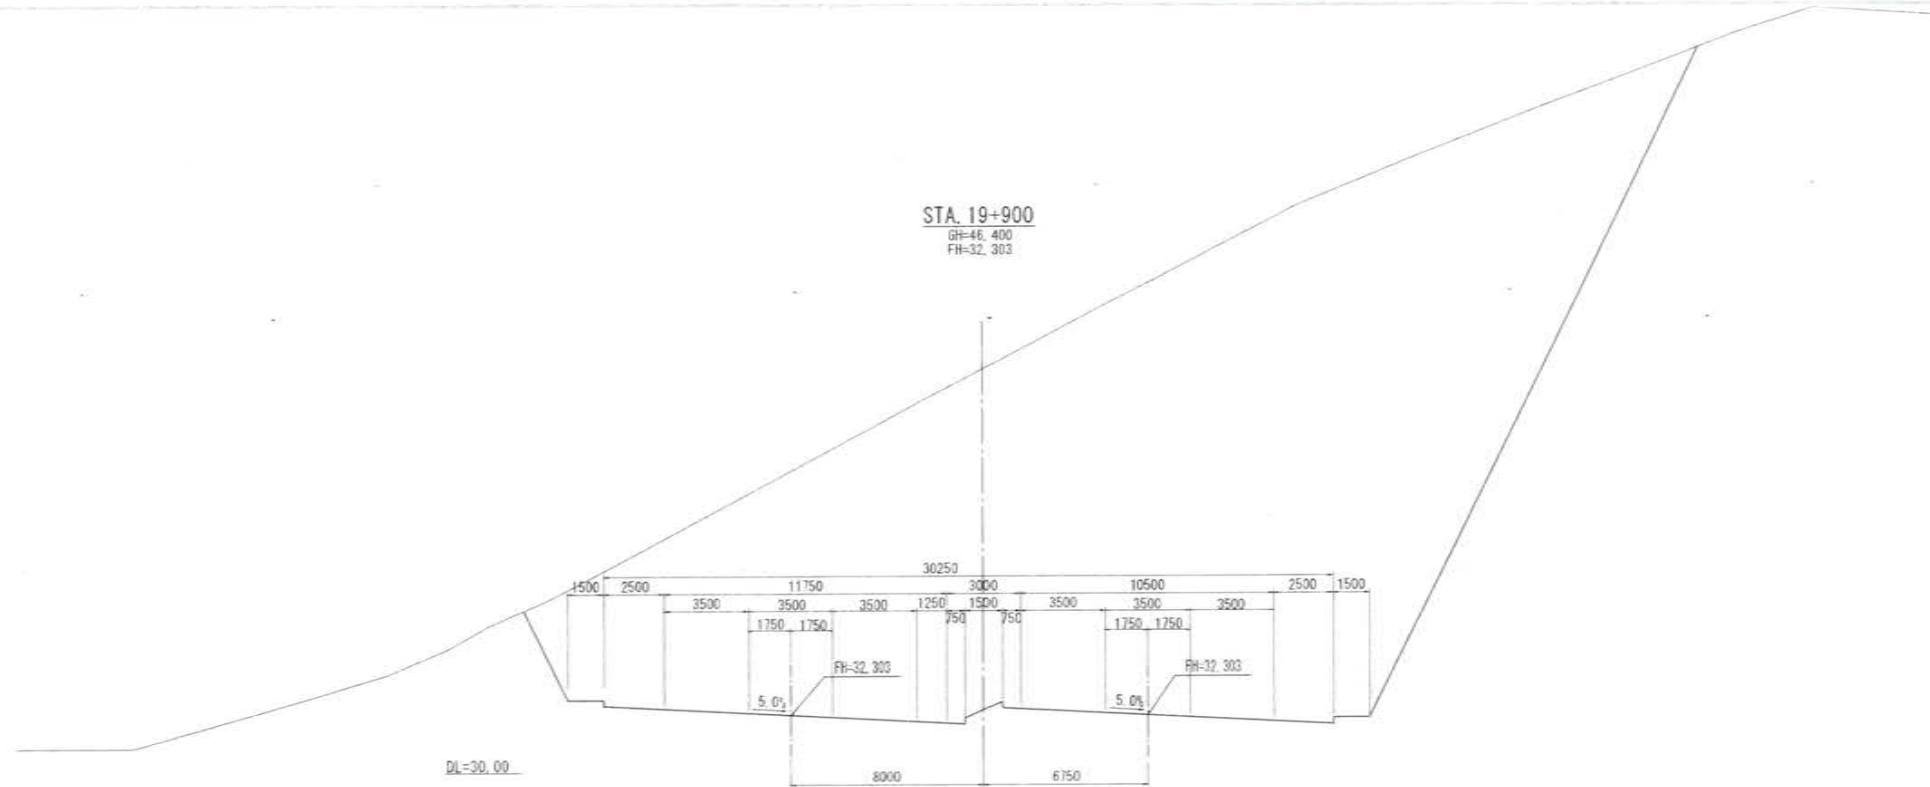 STA. 19+900
GH=46. 400
FH=32. 303
30250
1500 2500 11750 3000 10500 2500 1500
3500 3500 3500 1250 1500 3500 3500 3500
750 750
1750 1750 1750 1750
FH=32. 303 FH=32. 303
5. 0% 5. 0%
DL=30. 00
8000 6750